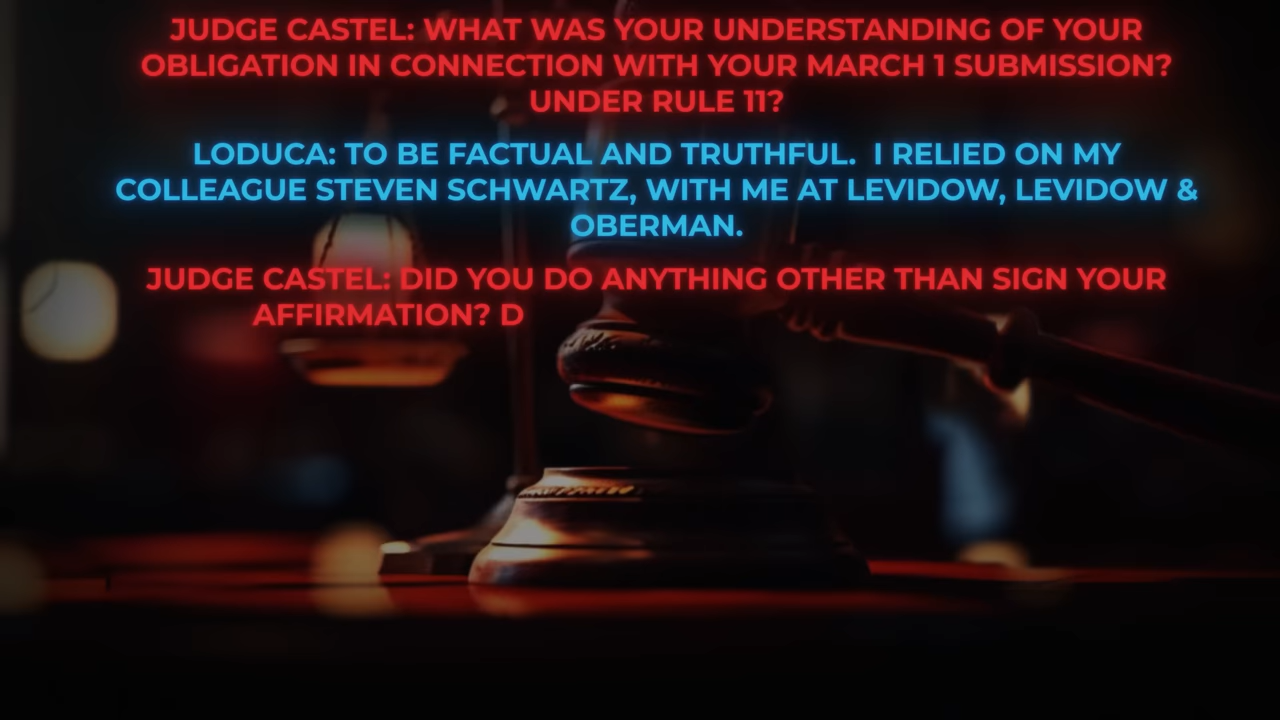 JUDGE CASTEL: WHAT WAS YOUR UNDERSTANDING OF YOUR
OBLIGATION IN CONNECTION WITH YOUR MARCH 1 SUBMISSION?
UNDER RULE 11?
LODUCA: TO BE FACTUAL AND TRUTHFUL.  I RELIED ON MY
COLLEAGUE STEVEN SCHWARTZ, WITH ME AT LEVIDOW, LEVIDOW &
OBERMAN.
JUDGE CASTEL: DID YOU DO ANYTHING OTHER THAN SIGN YOUR
AFFIRMATION? D